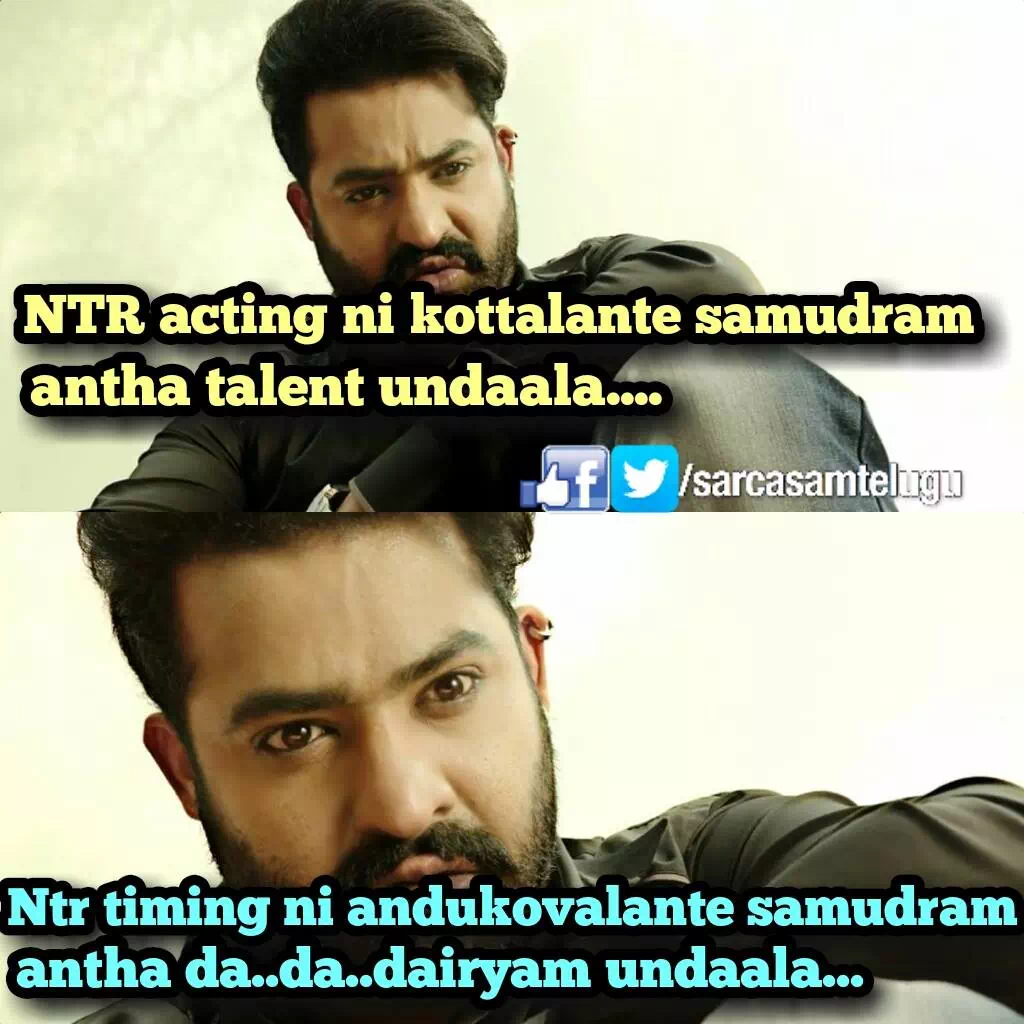 NTR acting ni kottalante samudram
antha talent undaala....
/sarcasamtelugu
Ntr timing ni andukovalante samudram
antha da..da..dairyam undaala...